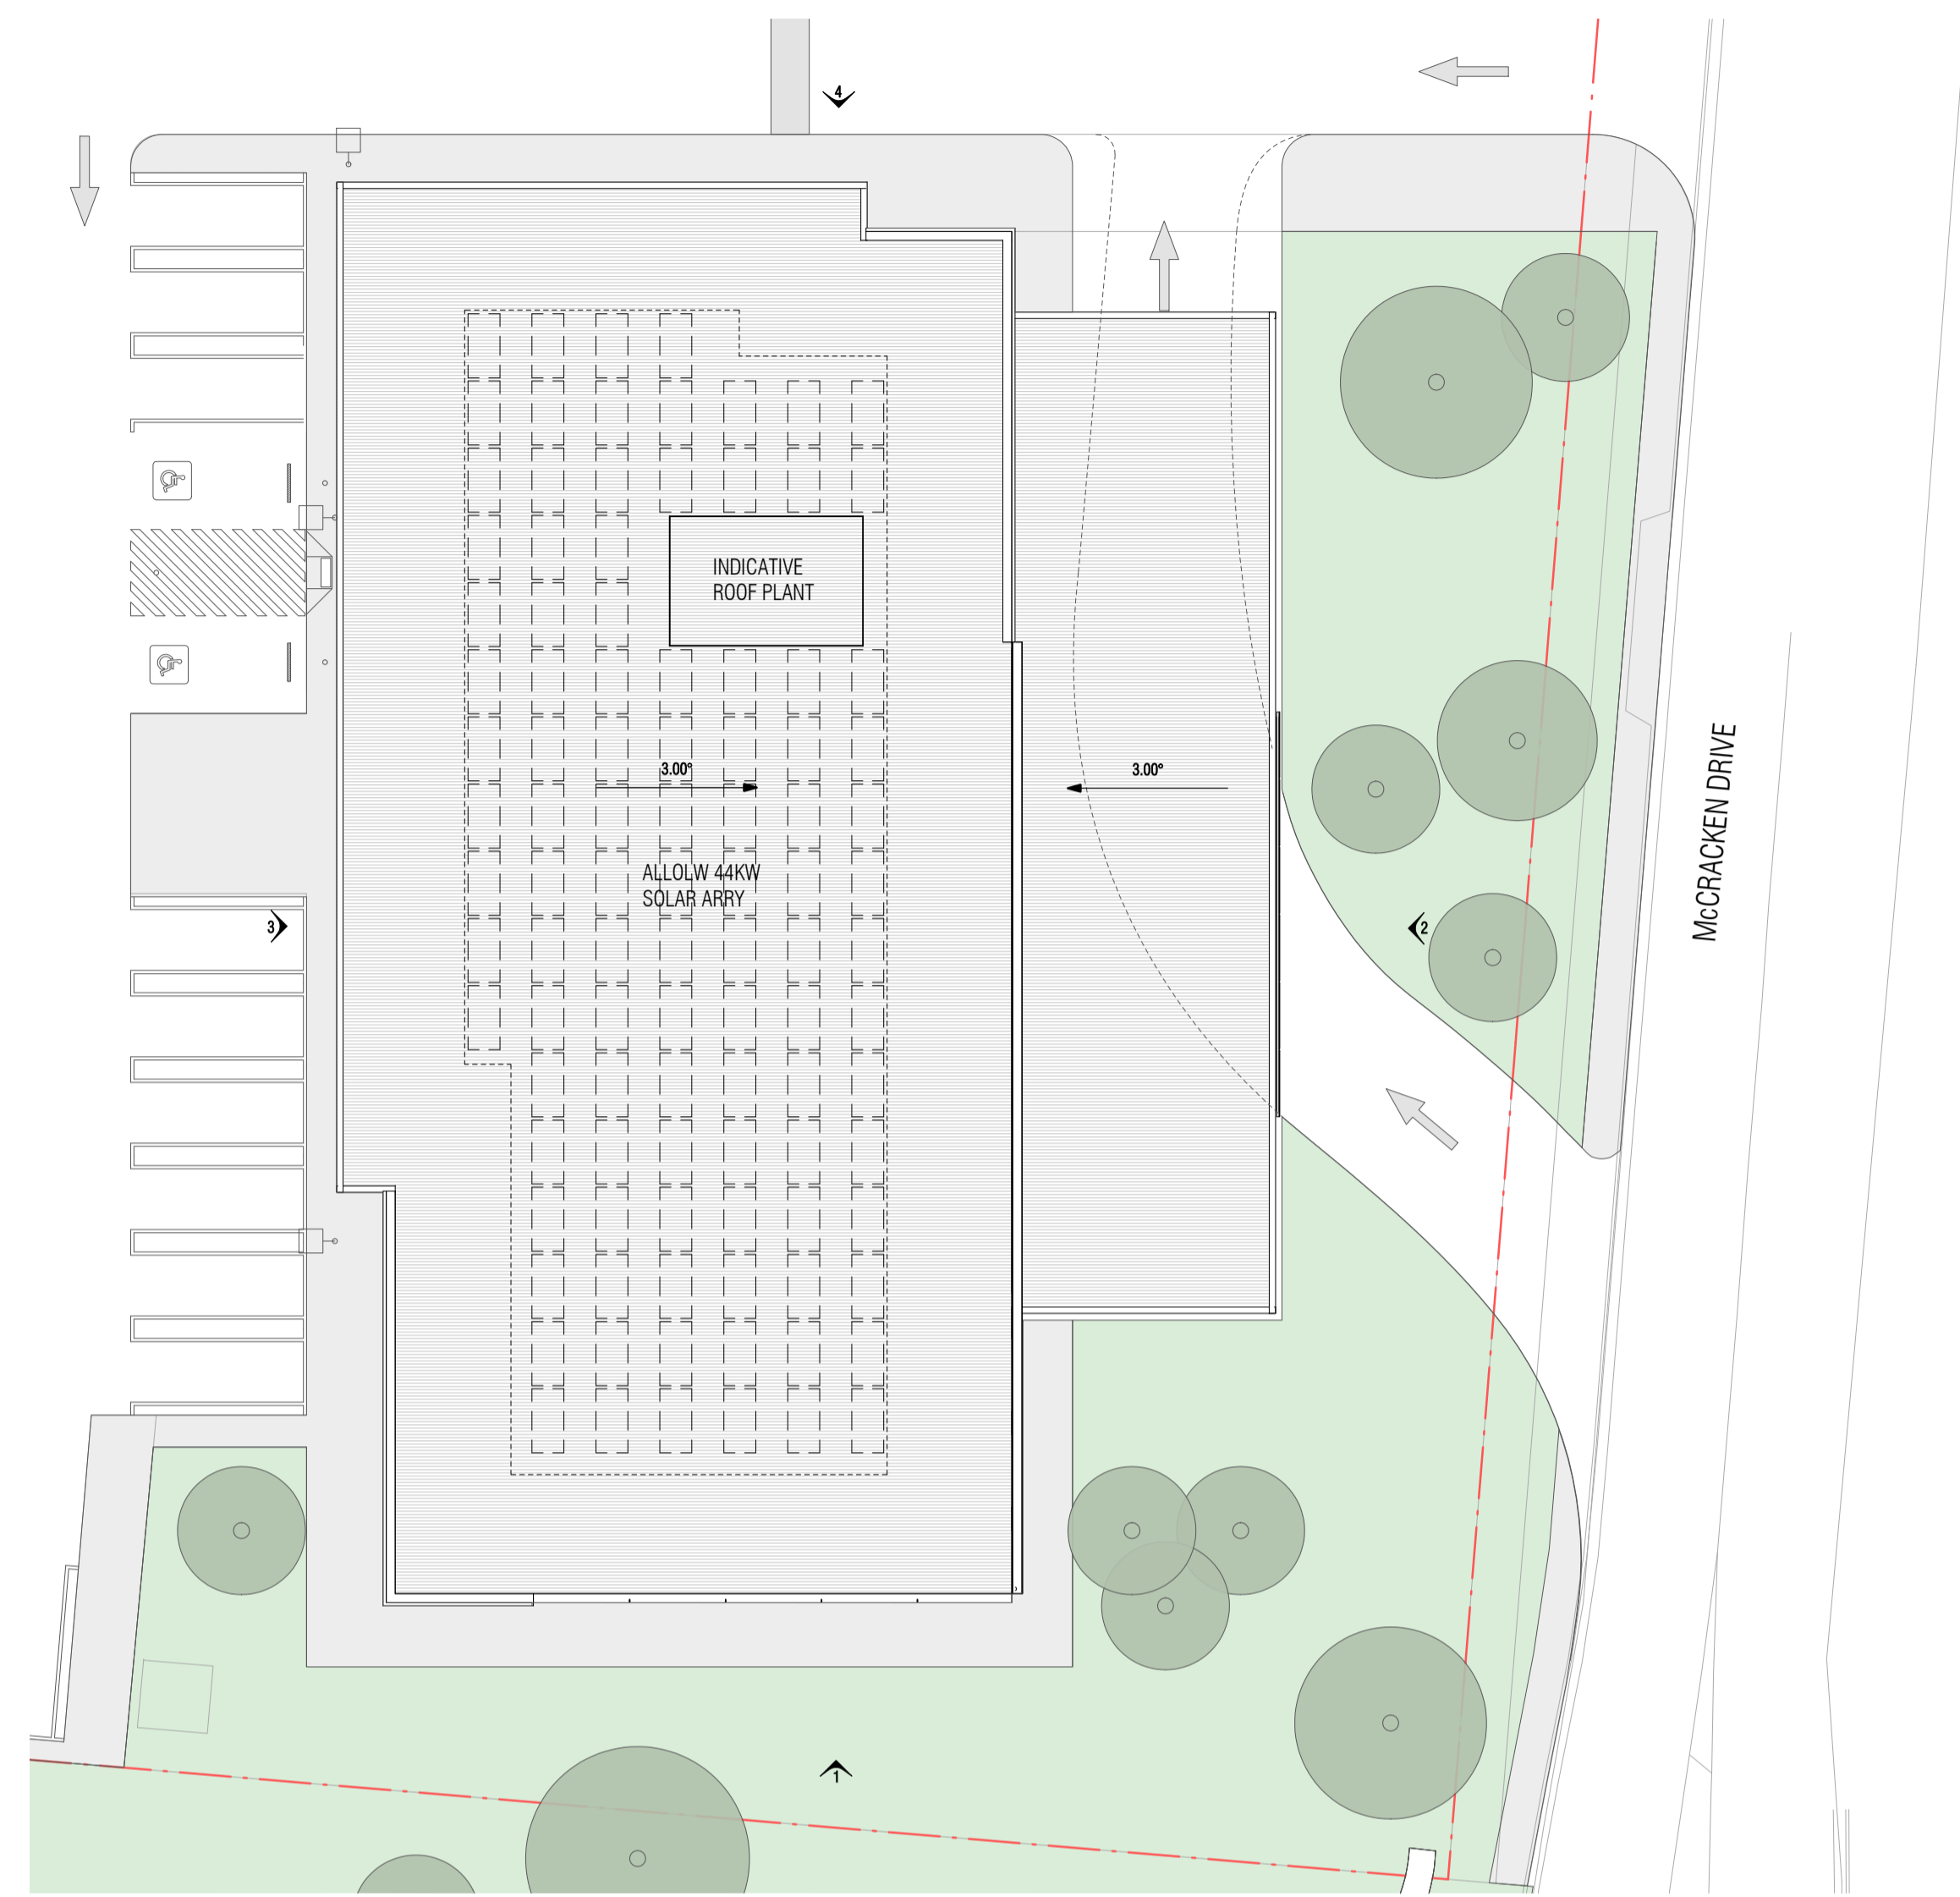 4
INDICATIVE
ROOF PLANT
3.00°
3.00°
ALLOLW 44KW
SOLAR ARRY
McCRACKEN DRIVE
3
2
1